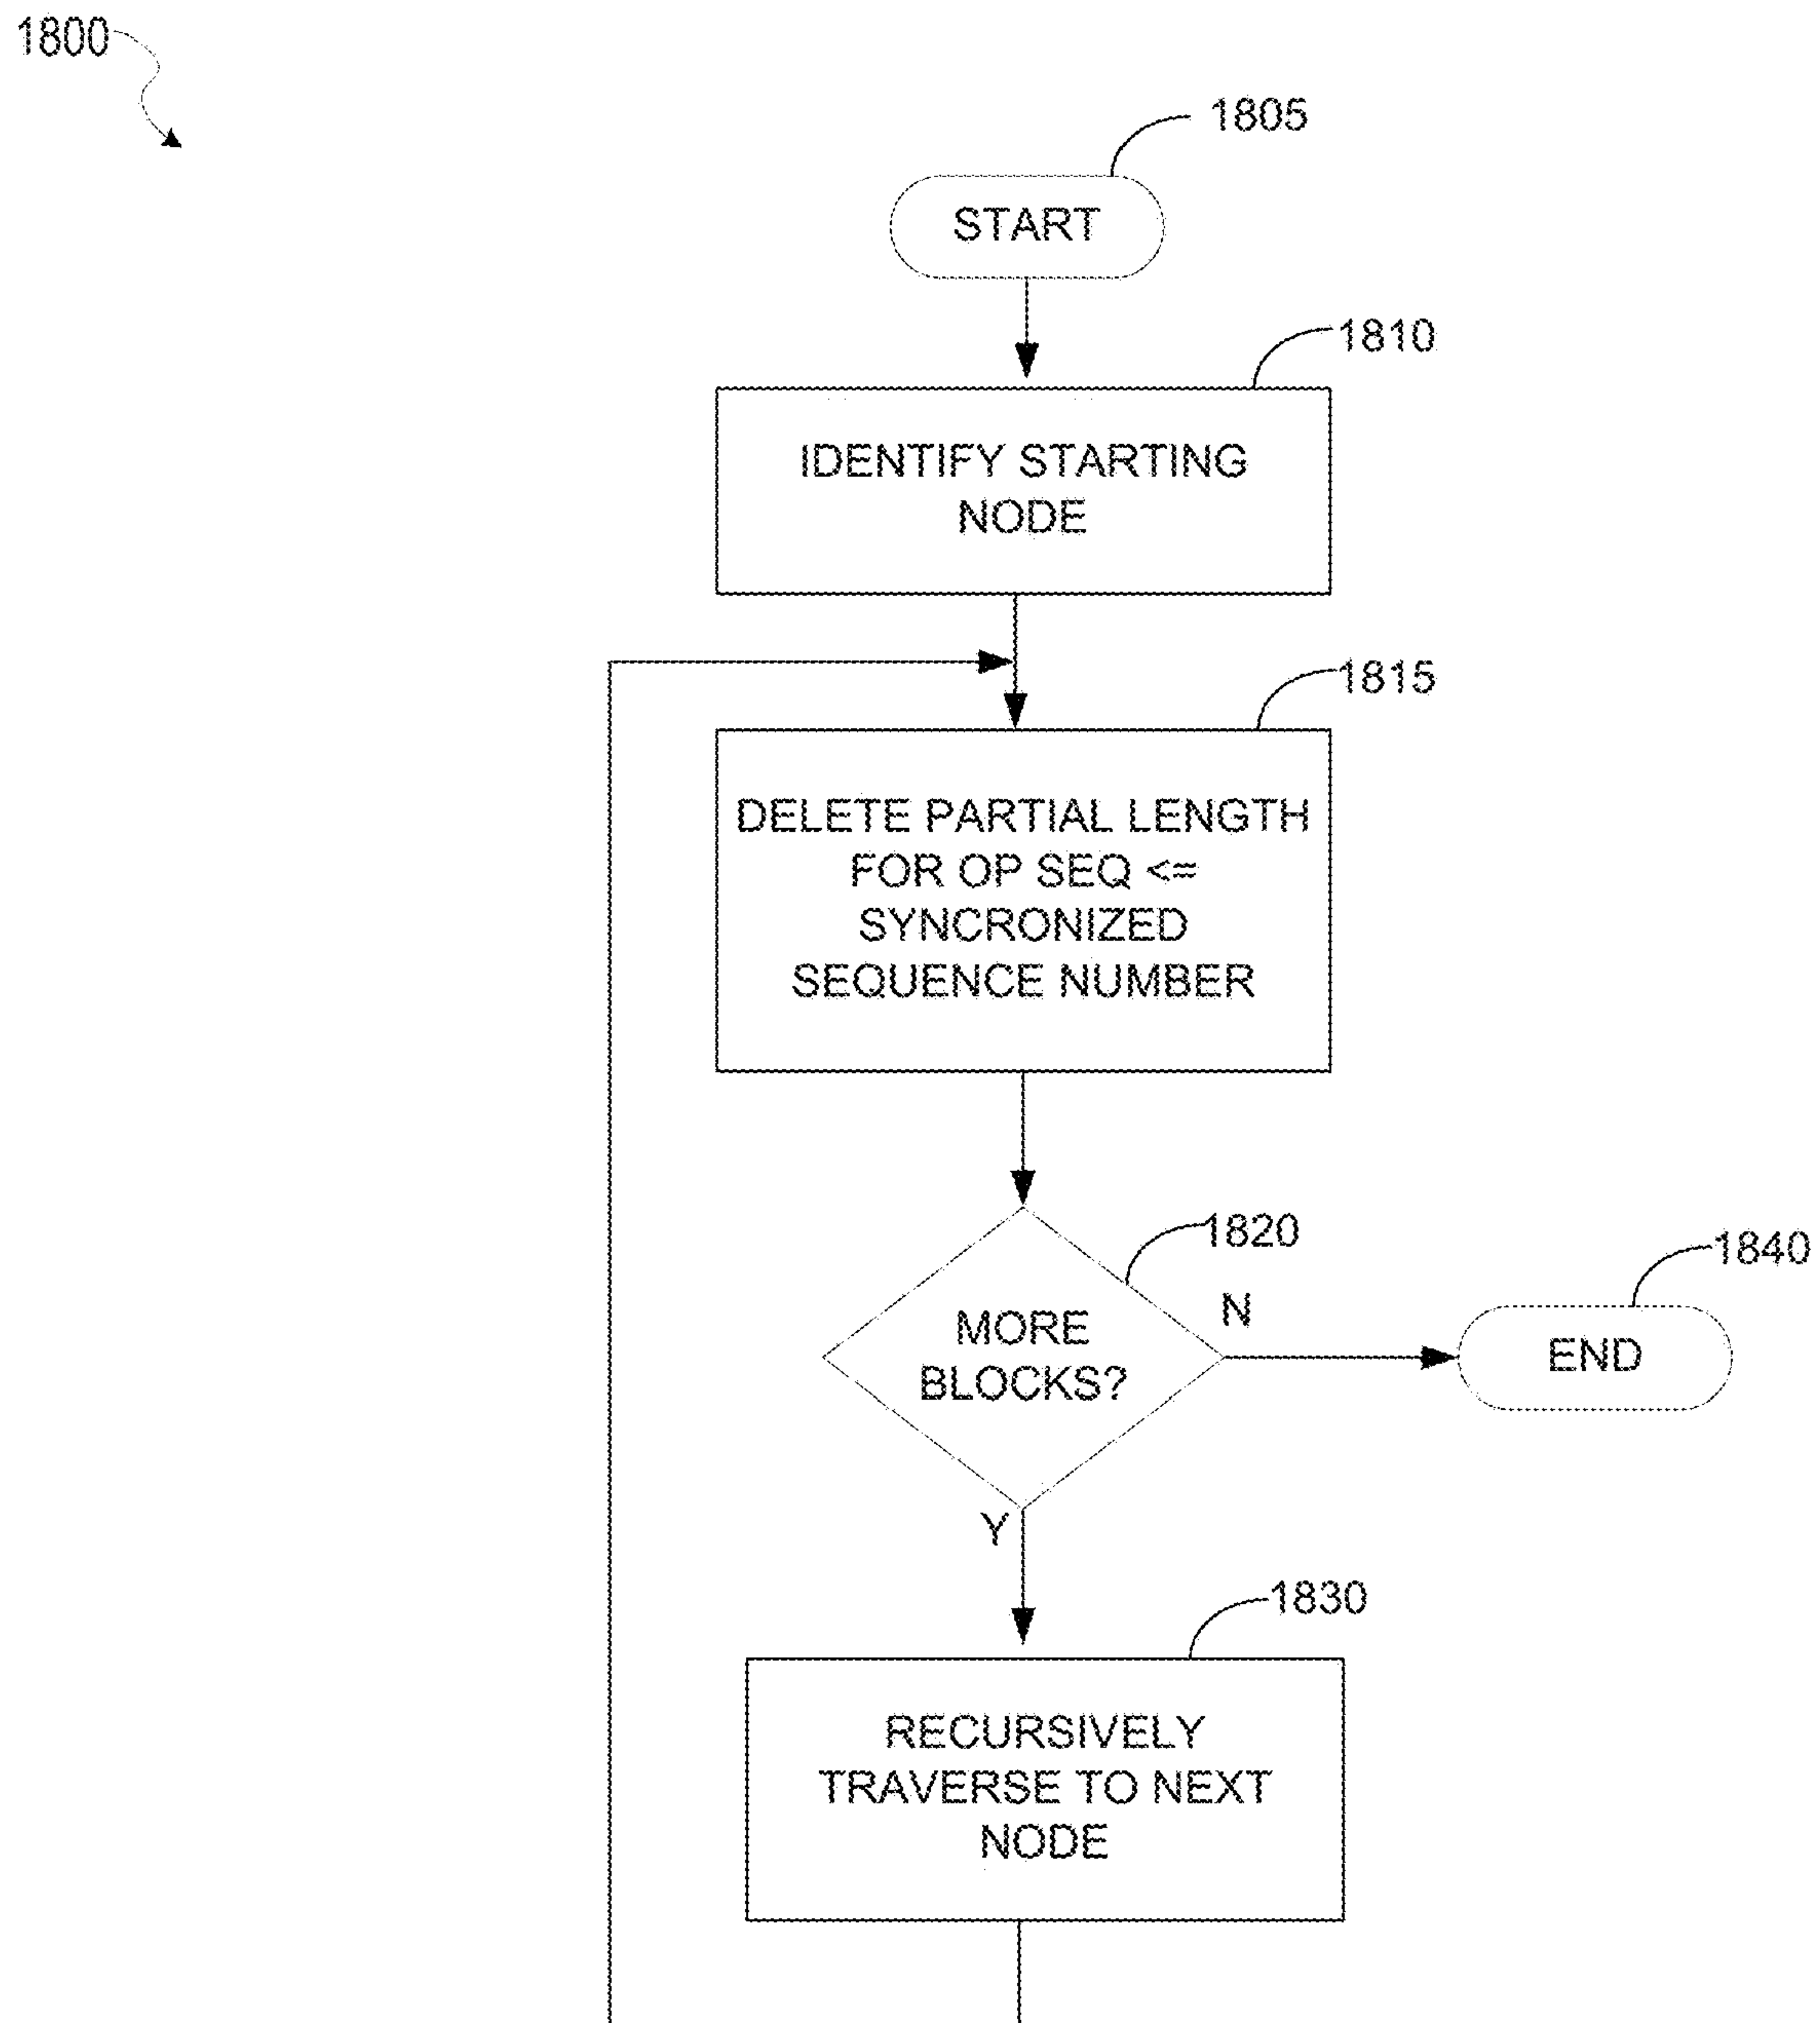 1800
1805
START
1810
IDENTIFY STARTING
NODE
1815
DELETE PARTIAL LENGTH
FOR OP SEQ <=
SYNCRONIZED
SEQUENCE NUMBER
1820
MORE
BLOCKS?
N
1840
END
Y
1830
RECURSIVELY
TRAVERSE TO NEXT
NODE